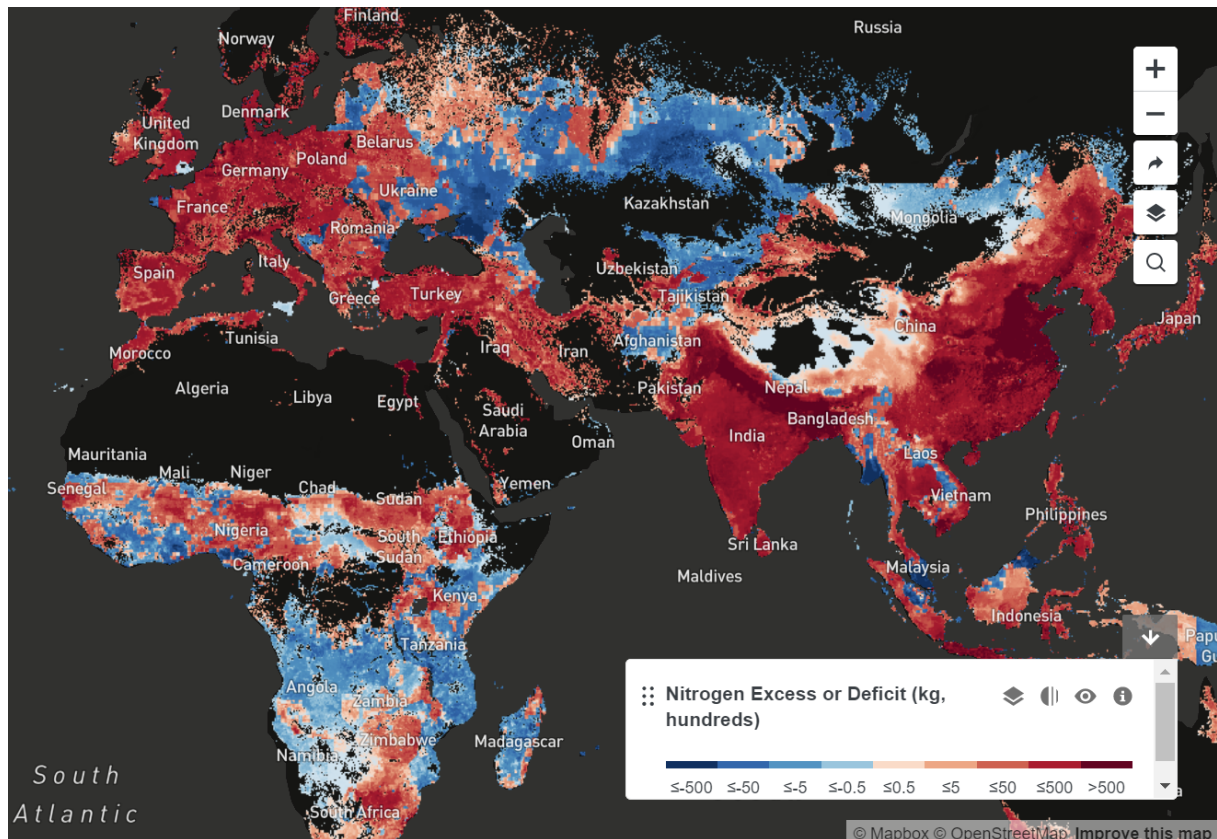 Finland
Norway
Russia
Denmark
United
Kingdom
Belarus
Poland
Germany
Ukraine
France
Kazakhstan
Mongolia
Romania
Italy
Spain
Uzbekistan
Greece
Turkey
Tajikistan
Japan
China
Tunisia
Afghanistan
Morocco
Iraq
Iran
Algeria
Pakistan
Nepal
Libya
Egypt
Saudi
Arabia
Bangladesh
India
Oman
Mauritania
Laos
Mali
Niger
Senegal
Chad
Yemen
Sudan
Vietnam
Philippines
Nigeria
South
Sudan
Ethiopia
Sri Lanka
Cameroon
Malaysia
Maldives
Kenya
Indonesia
Papu
Gu
Tanzania
Angola
Zambia
Nitrogen Excess or Deficit (kg,
hundreds)
Zimbabwe
Madagascar
Namibia
South
Atlantic
≤-500 ≤-50 ≤-5 ≤-0.5 ≤0.5 ≤5 ≤50 ≤500 >500
South Africa
© Mapbox © OpenStreetMap Improve this map